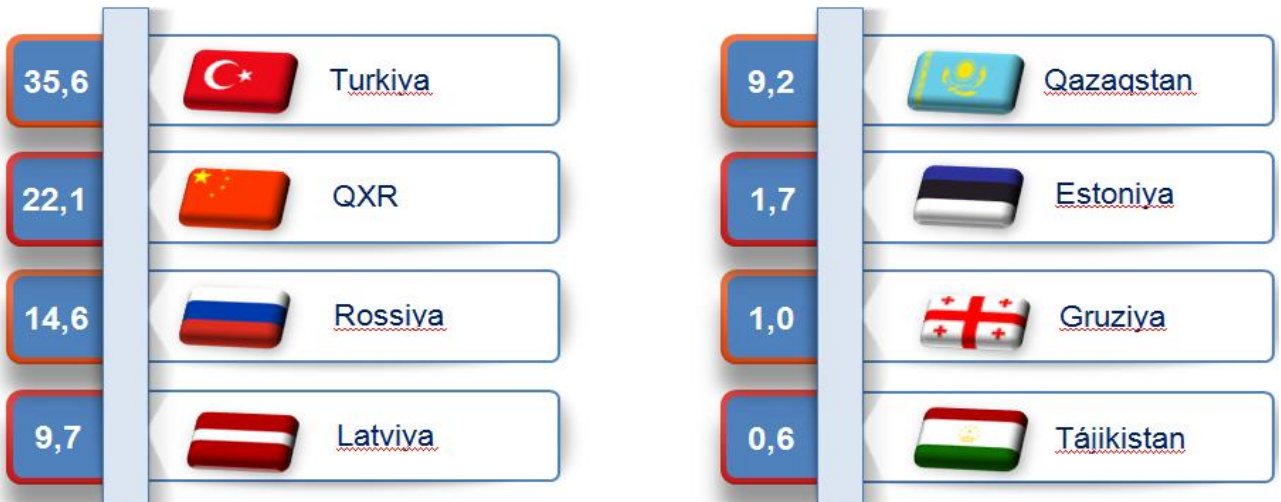 35,6 Turkiya
22,1 QXR
14,6 Rossiya
9,7 Latviya
9,2 Qazaqstan
1,7 Estoniya
1,0 Gruziya
0,6 Tájikistan